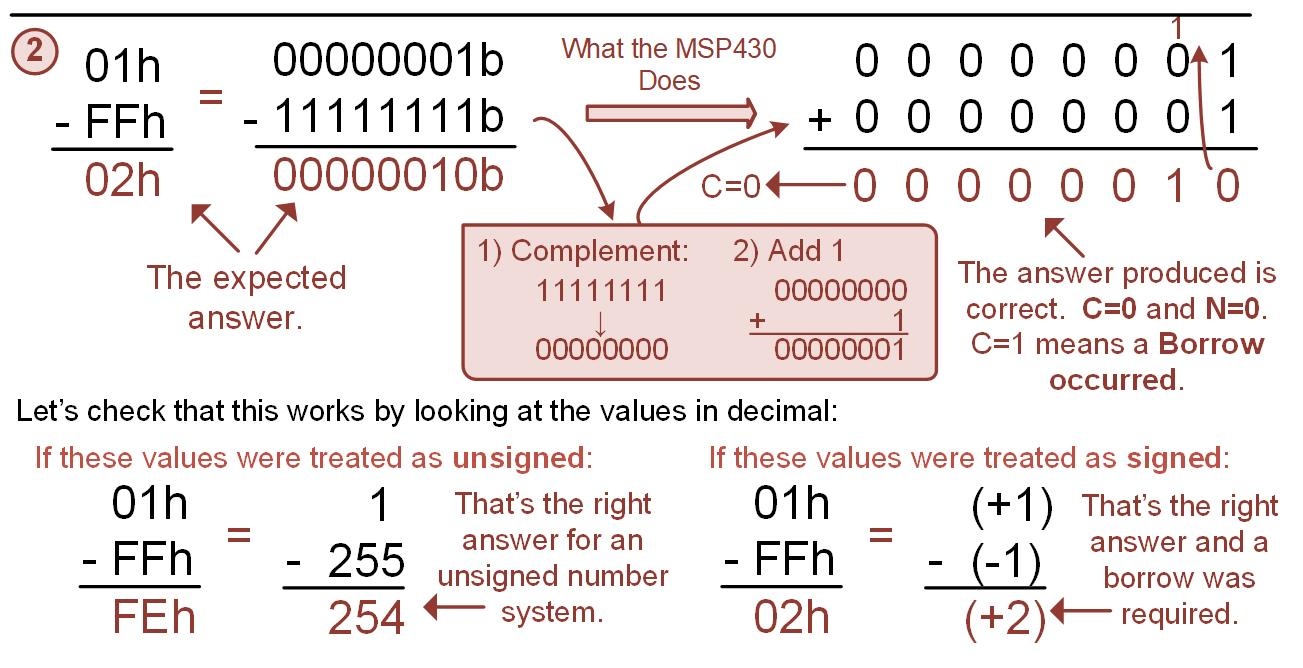 2
01h
- FFh
02h
=
00000001b
- 11111111b
00000010b
What the MSP430
Does
1
0 0 0 0 0 0 0 1
+ 0 0 0 0 0 0 0 1
C=0
0 0 0 0 0 0 1 0
The expected
answer.
1) Complement:
11111111
↓
00000000
2) Add 1
00000000
+ 1
00000001
The answer produced is
correct. C=0 and N=0.
C=1 means a Borrow
occurred.
Let's check that this works by looking at the values in decimal:
If these values were treated as unsigned:
01h
- FFh
FEh
=
1
- 255
254
That's the right
answer for an
unsigned number
system.
If these values were treated as signed:
01h
- FFh
02h
=
(+1)
- (-1)
(+2)
That's the right
answer and a
borrow was
required.